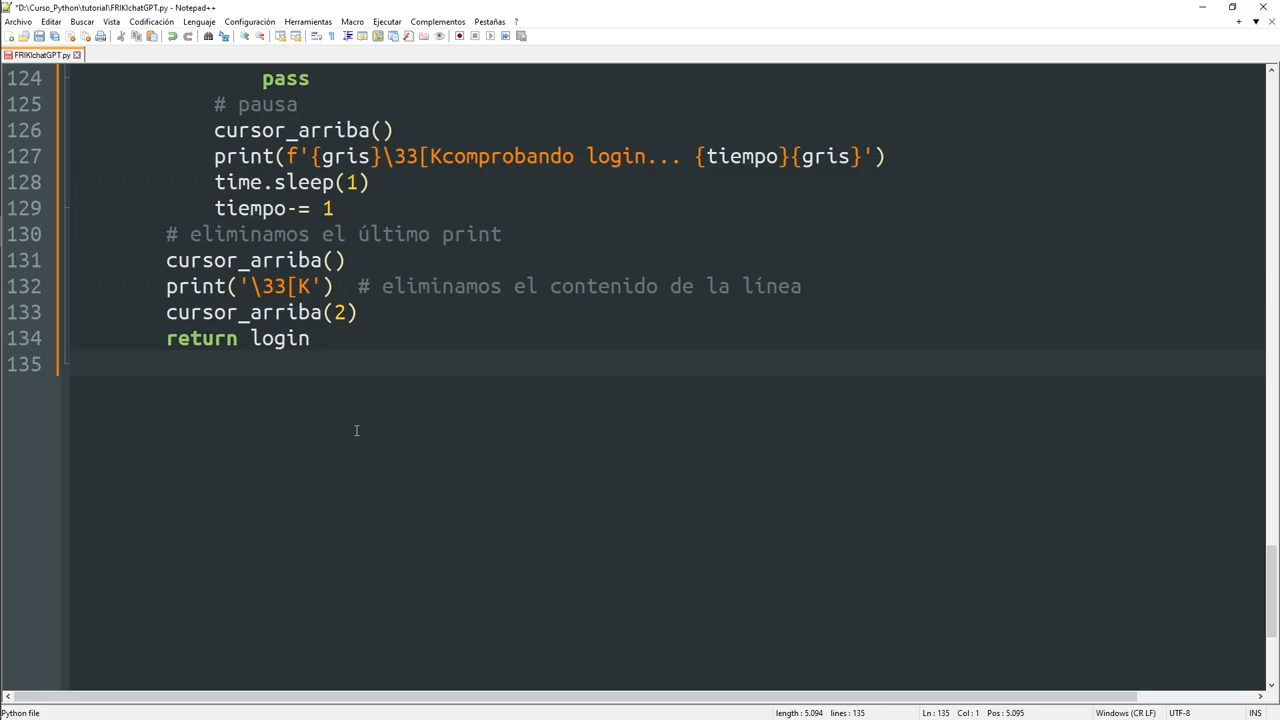 *D:\Curso_Python\tutorial\FRIKIchatGPT.py - Notepad++
Archivo Editar Buscar Vista Codificación Lenguaje Configuración Herramientas Macro Ejecutar Complementos Pestañas ?
FRIKIchatGPT.py
124 pass
125 # pausa
126 cursor_arriba()
127 print(f'{gris}\33[Kcomprobando login... {tiempo}{gris}')
128 time.sleep(1)
129 tiempo-= 1
130 # eliminamos el último print
131 cursor_arriba()
132 print('\33[K') # eliminamos el contenido de la línea
133 cursor_arriba(2)
134 return login
135
Python file length : 5.094 lines : 135 Ln : 135 Col : 1 Pos : 5.095 Windows (CR LF) UTF-8 INS